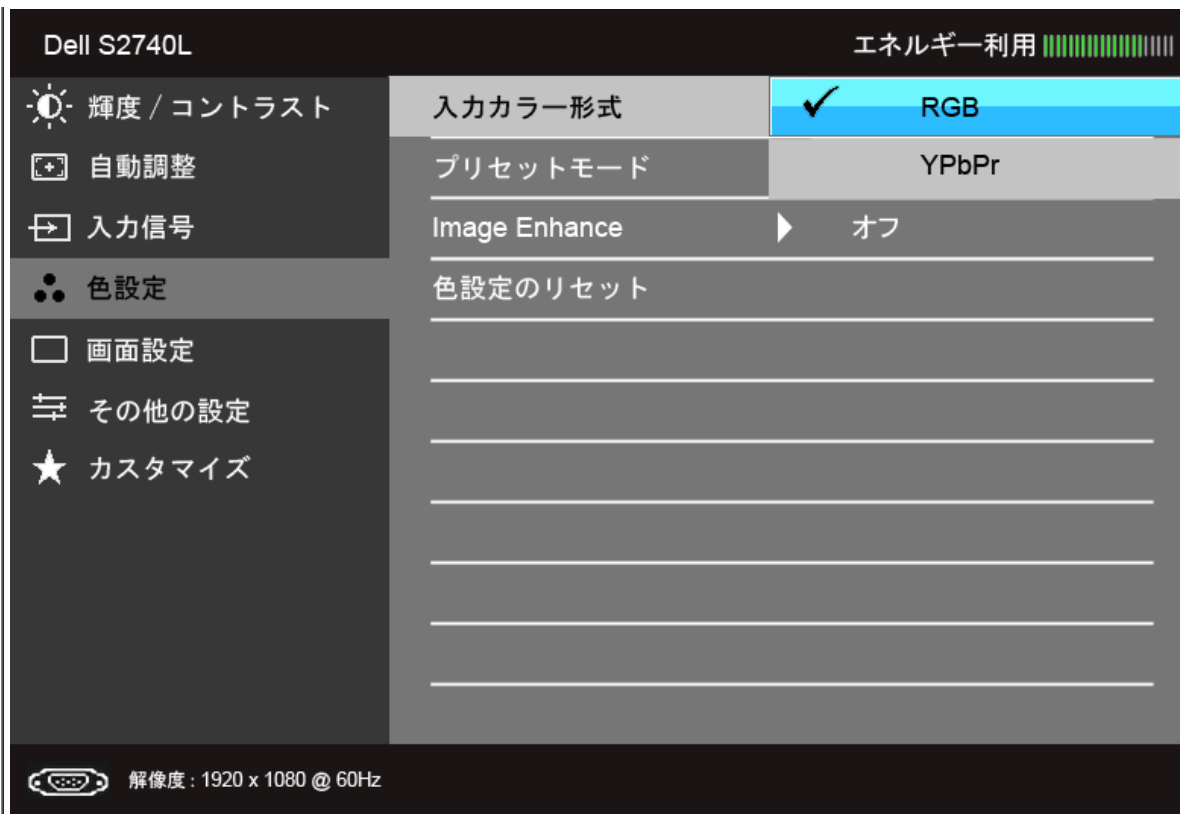 Dell S2740L
エネルギー利用
輝度 / コントラスト
自動調整
入力信号
色設定
画面設定
その他の設定
カスタマイズ
入力カラー形式
RGB
YPbPr
プリセットモード
Image Enhance
オフ
色設定のリセット
解像度 : 1920 x 1080 @ 60Hz